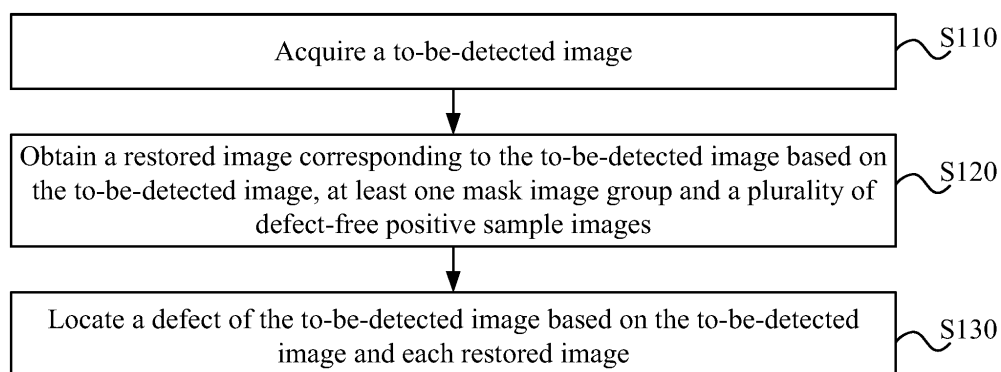 Acquire a to-be-detected image
S110
Obtain a restored image corresponding to the to-be-detected image based on
the to-be-detected image, at least one mask image group and a plurality of
defect-free positive sample images
S120
Locate a defect of the to-be-detected image based on the to-be-detected
image and each restored image
S130